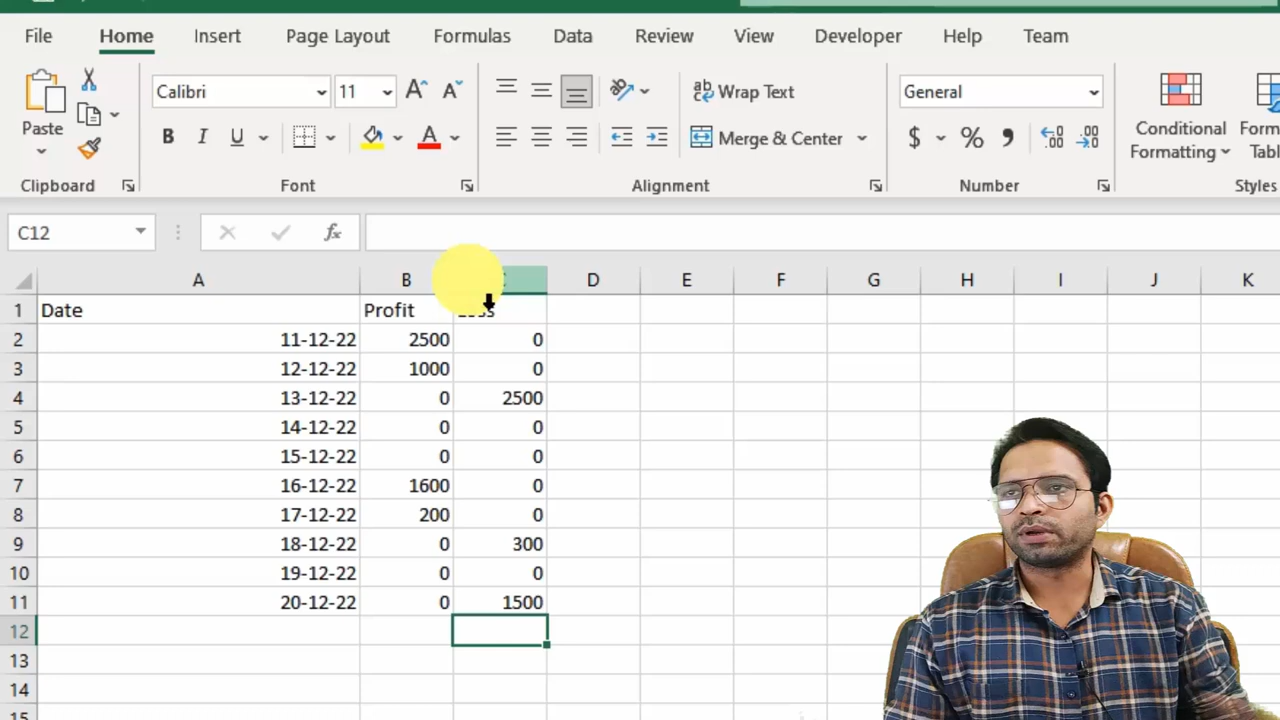 File Home Insert Page Layout Formulas Data Review View Developer Help Team
Calibri 11 Wrap Text General
Paste Merge & Center $ % Conditional
Formatting
Clipboard Font Alignment Number Styles
C12 fx
A B D E F G H I J K
1 Date Profit
2 11-12-22 2500 0
3 12-12-22 1000 0
4 13-12-22 0 2500
5 14-12-22 0 0
6 15-12-22 0 0
7 16-12-22 1600 0
8 17-12-22 200 0
9 18-12-22 0 300
10 19-12-22 0 0
11 20-12-22 0 1500
12
13
14
15